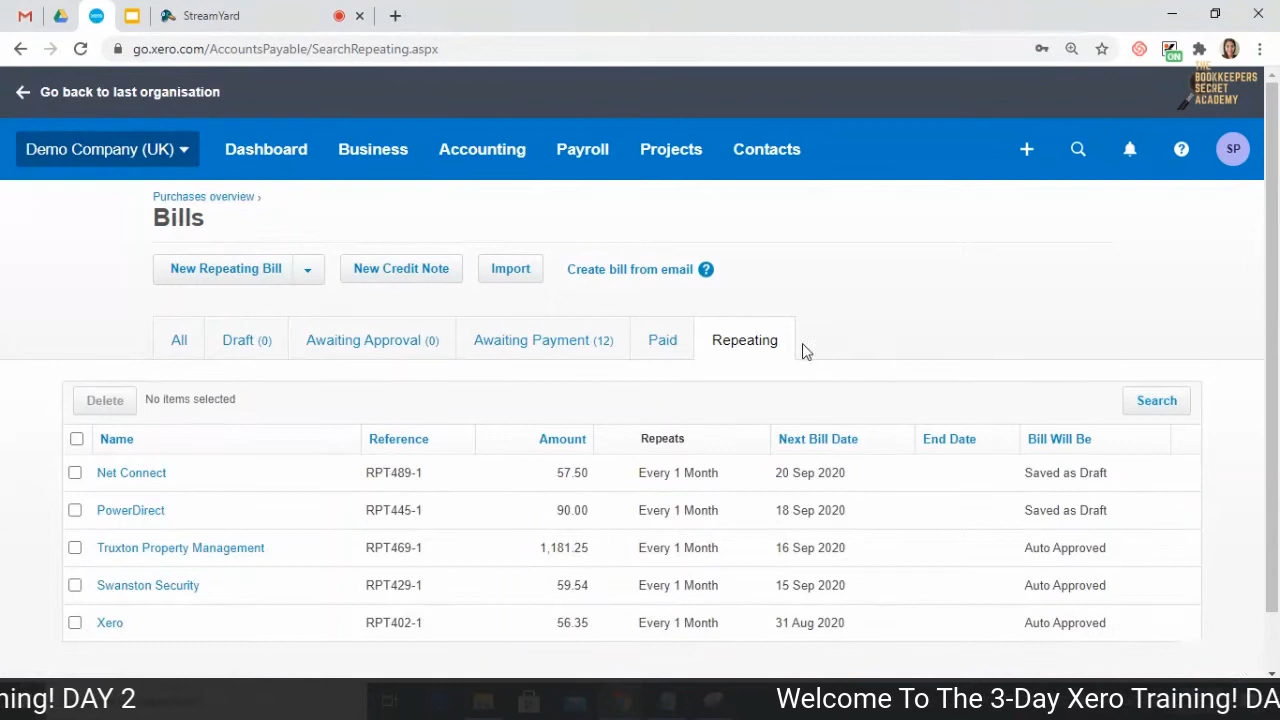 StreamYard
go.xero.com/AccountsPayable/SearchRepeating.aspx
ON
THE
BOOKKEEPERS
SECRET
ACADEMY
Go back to last organisation
Demo Company (UK) Dashboard Business Accounting Payroll Projects Contacts SP
Purchases overview ›
Bills
New Repeating Bill New Credit Note Import Create bill from email ?
All Draft (0) Awaiting Approval (0) Awaiting Payment (12) Paid Repeating
Delete No items selected Search
Name Reference Amount Repeats Next Bill Date End Date Bill Will Be
Net Connect RPT489-1 57.50 Every 1 Month 20 Sep 2020 Saved as Draft
PowerDirect RPT445-1 90.00 Every 1 Month 18 Sep 2020 Saved as Draft
Truxton Property Management RPT469-1 1,181.25 Every 1 Month 16 Sep 2020 Auto Approved
Swanston Security RPT429-1 59.54 Every 1 Month 15 Sep 2020 Auto Approved
Xero RPT402-1 56.35 Every 1 Month 31 Aug 2020 Auto Approved
ning! DAY 2 Welcome To The 3-Day Xero Training! DA